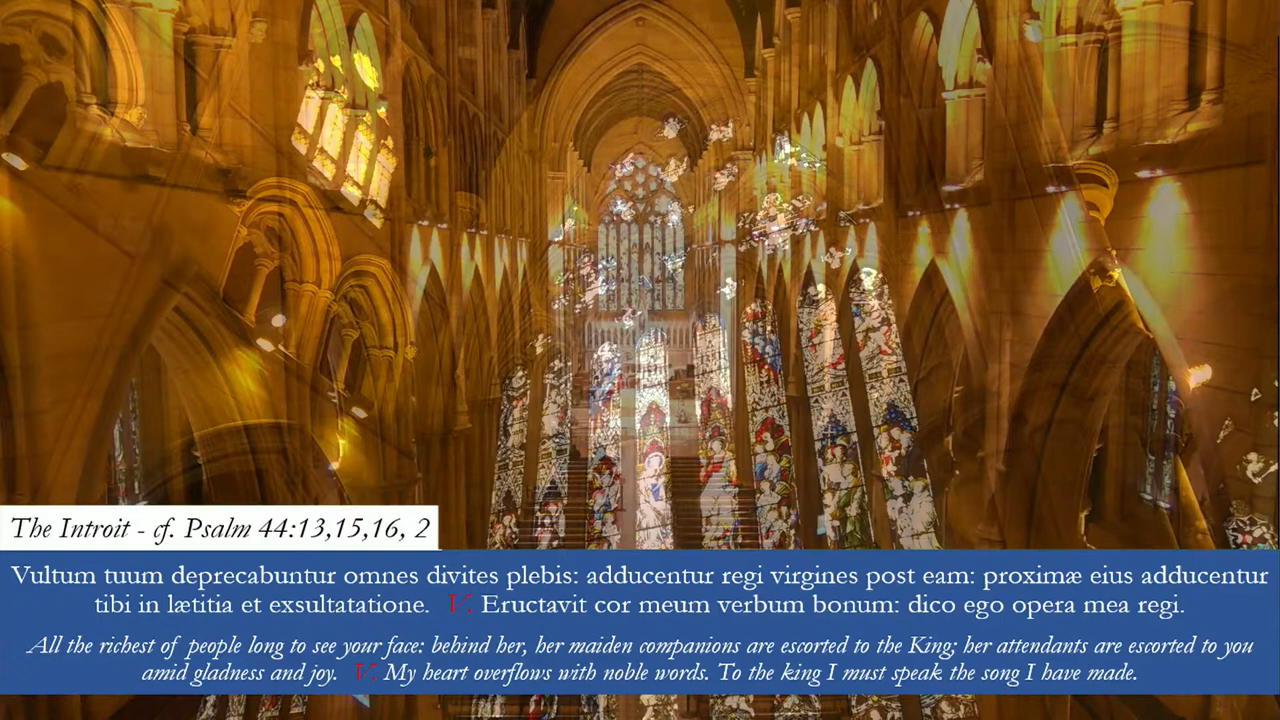 The Introit - cf. Psalm 44:13,15,16, 2
Vultum tuum deprecabuntur omnes divites plebis: adducentur regi virgines post eam: proximæ eius adducentur
tibi in lætitia et exsultatatione. V. Eructavit cor meum verbum bonum: dico ego opera mea regi.
All the richest of people long to see your face: behind her, her maiden companions are escorted to the King; her attendants are escorted to you
amid gladness and joy. V. My heart overflows with noble words. To the king I must speak the song I have made.